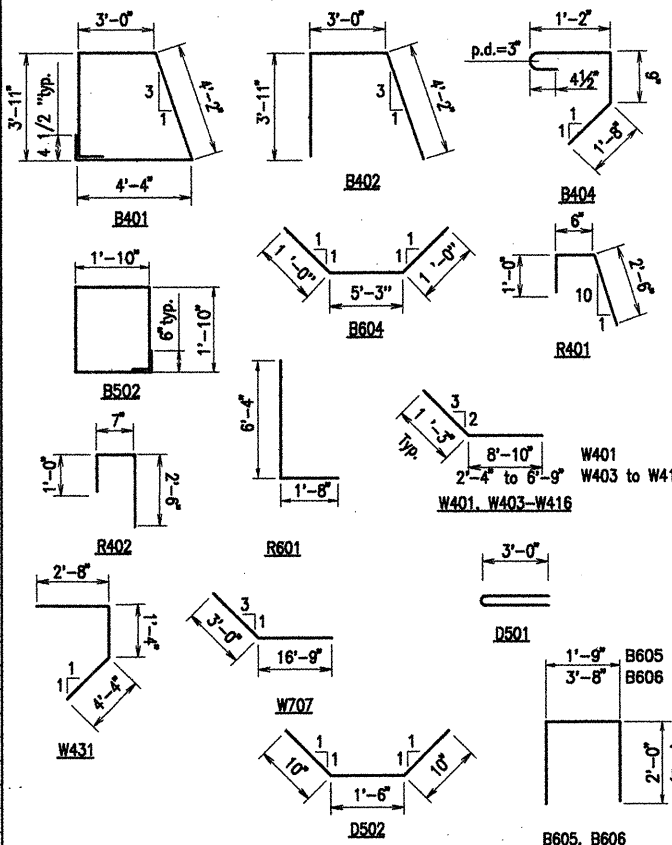 3'-0"
3'-11"
4 1/2 "typ.
3
1
4'-2"
4'-4"
B401
3'-0"
3'-11"
3
1
4'-2"
B402
1'-2"
p.d.=3"
4½"
9"
1
1
1'-8"
B404
1'-10"
6"typ.
1'-10"
B502
1
1
1
1
1'-0"
1'-0"
5'-3"
B604
6"
1'-0"
10
1
2'-6"
R401
7"
1'-0"
2'-6"
R402
6'-4"
1'-8"
R601
3
2
1'-3"
Typ.
8'-10" W401
2'-4" to 6'-9" W403 to W41
W401, W403-W416
2'-8"
1'-4"
1
1
4'-4"
W431
3
1
3'-0"
16'-9"
W707
3'-0"
D501
1
1
1
1
10"
10"
1'-6"
D502
1'-9" B605
3'-8" B606
2'-0"
B605, B606